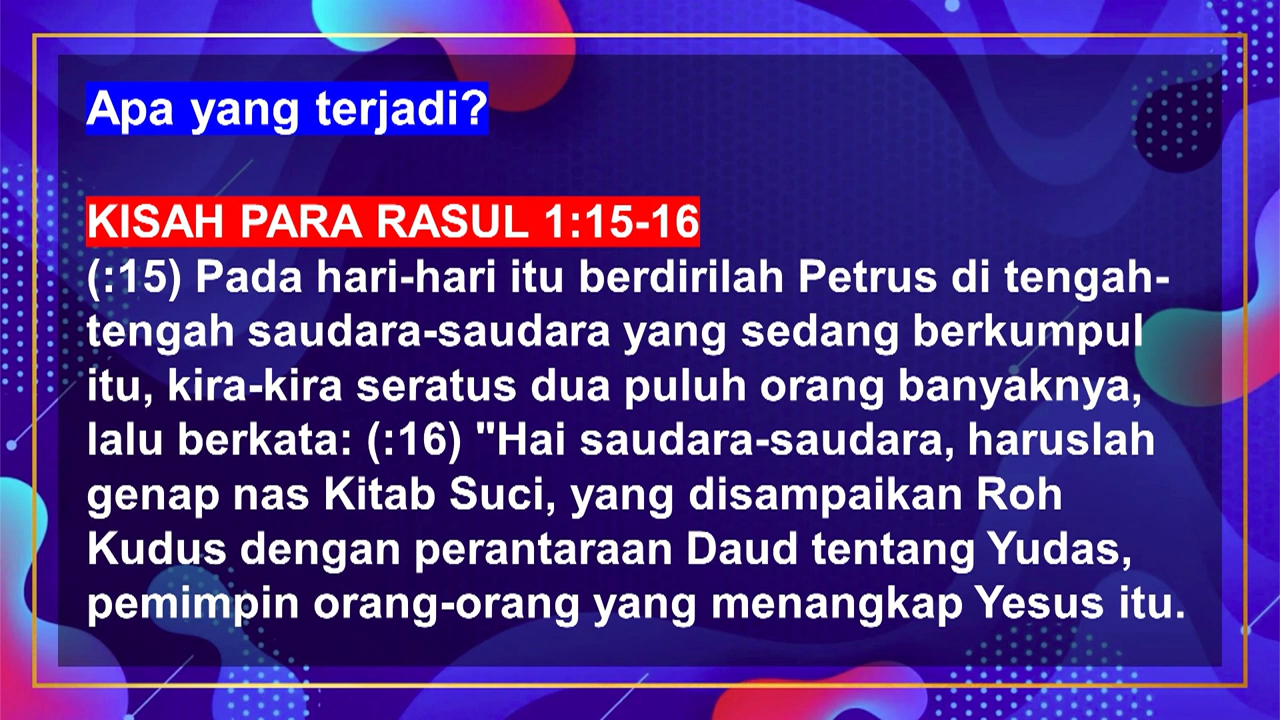 Apa yang terjadi?
KISAH PARA RASUL 1:15-16
(:15) Pada hari-hari itu berdirilah Petrus di tengah-
tengah saudara-saudara yang sedang berkumpul
itu, kira-kira seratus dua puluh orang banyaknya,
lalu berkata: (:16) "Hai saudara-saudara, haruslah
genap nas Kitab Suci, yang disampaikan Roh
Kudus dengan perantaraan Daud tentang Yudas,
pemimpin orang-orang yang menangkap Yesus itu.